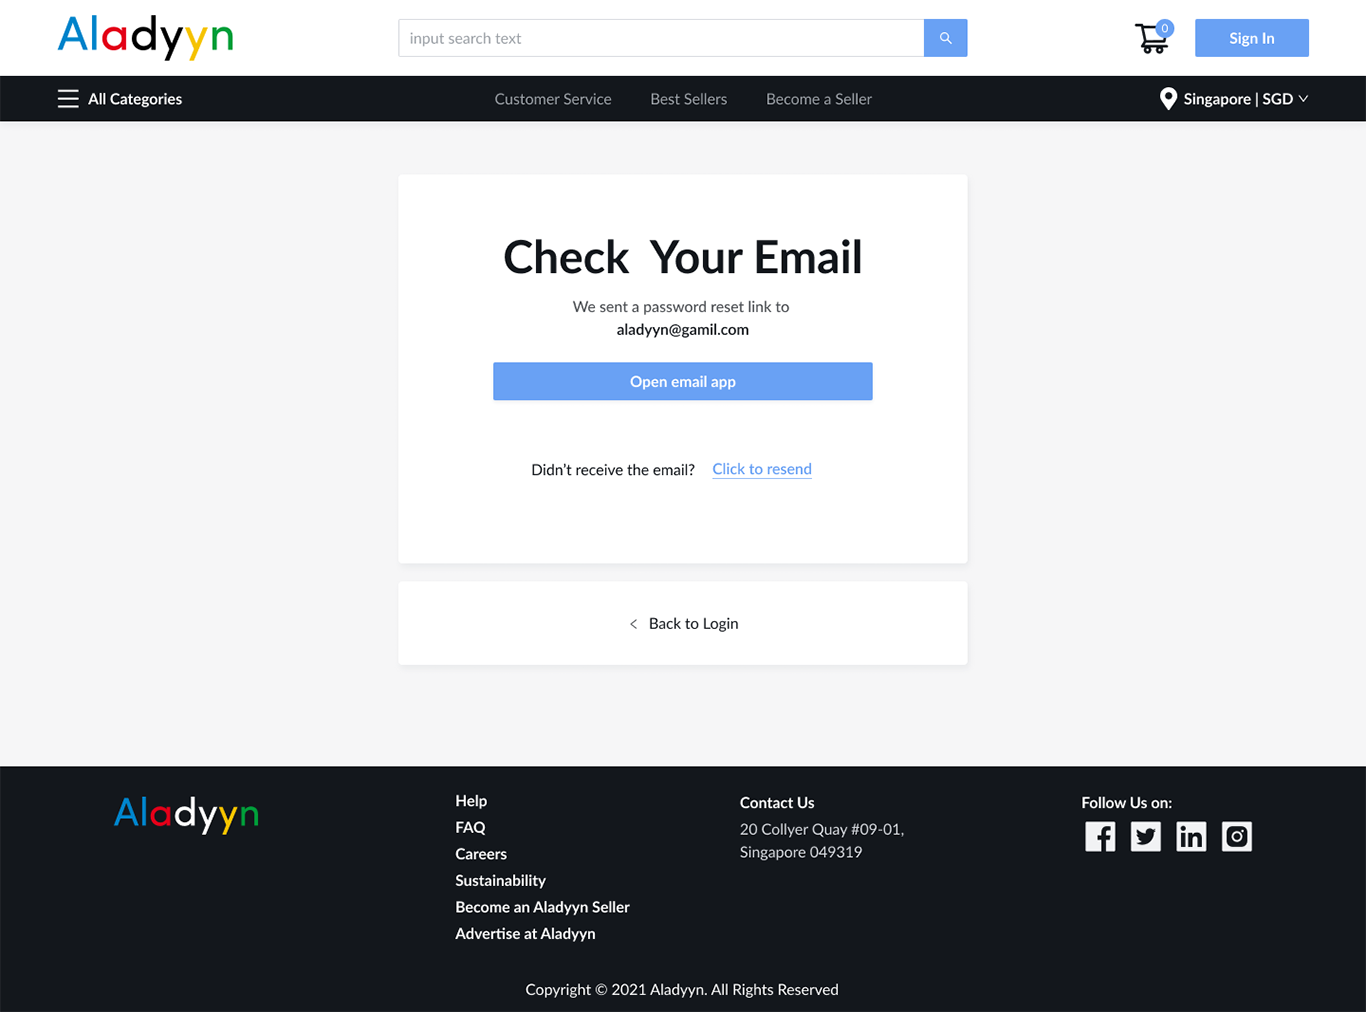 Aladyyn
input search text
0
Sign In
All Categories
Customer Service
Best Sellers
Become a Seller
Singapore | SGD
Check Your Email
We sent a password reset link to
aladyyn@gamil.com
Open email app
Didn’t receive the email? Click to resend
Back to Login
Aladyyn
Help
FAQ
Careers
Sustainability
Become an Aladyyn Seller
Advertise at Aladyyn
Contact Us
20 Collyer Quay #09-01,
Singapore 049319
Follow Us on:
Copyright © 2021 Aladyyn. All Rights Reserved